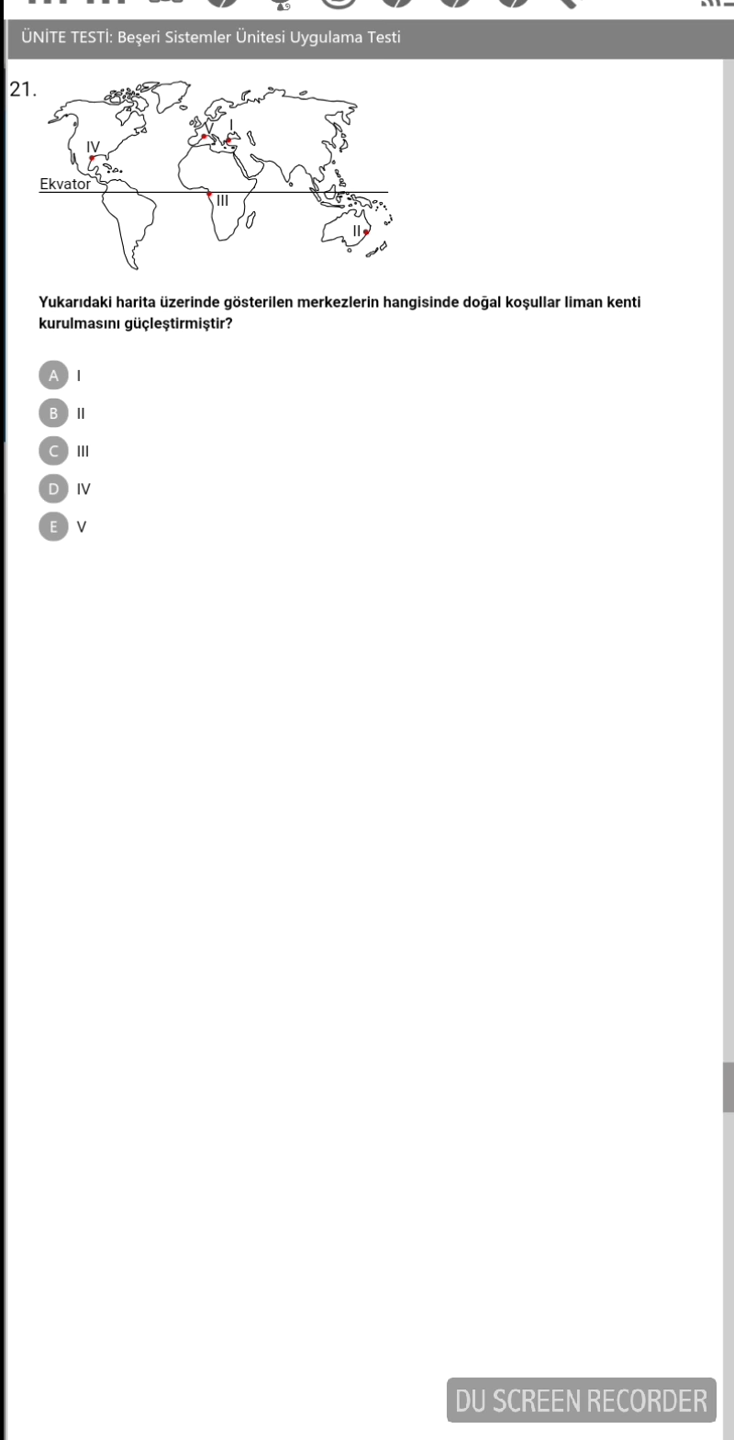 ÜNİTE TESTİ: Beşeri Sistemler Ünitesi Uygulama Testi
21.
IV
V
I
Ekvator
III
II
Yukarıdaki harita üzerinde gösterilen merkezlerin hangisinde doğal koşullar liman kenti
kurulmasını güçleştirmiştir?
A I
B II
C III
D IV
E V
DU SCREEN RECORDER